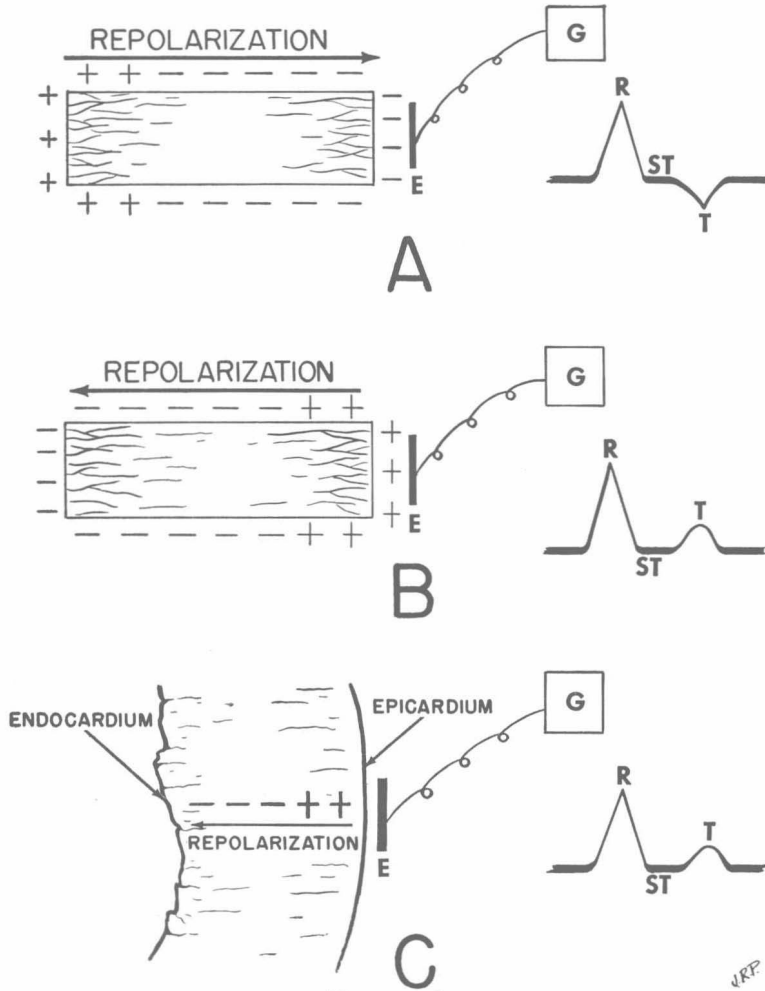 REPOLARIZATION
G
+ + − − − − − −
+ −
−
+ −
+ −
+ + − − − − − −
E
R
ST
T
A
REPOLARIZATION
G
− − − − − − + +
− +
−
+
−
− +
− − − − − − + +
E
R
T
ST
B
G
ENDOCARDIUM
EPICARDIUM
− − − − + +
REPOLARIZATION
E
R
T
ST
C
J.R.P.